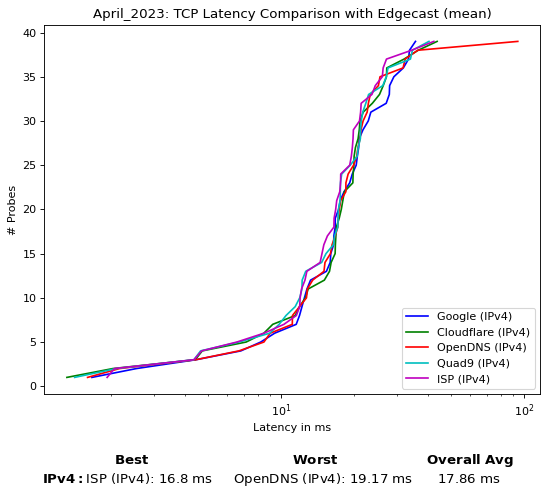 April_2023: TCP Latency Comparison with Edgecast (mean)
40
35
30
25
20
15
10
5
0
# Probes
10^1
10^2
Latency in ms
Google (IPv4)
Cloudflare (IPv4)
OpenDNS (IPv4)
Quad9 (IPv4)
ISP (IPv4)
Best Worst Overall Avg
IPv4: ISP (IPv4): 16.8 ms OpenDNS (IPv4): 19.17 ms 17.86 ms